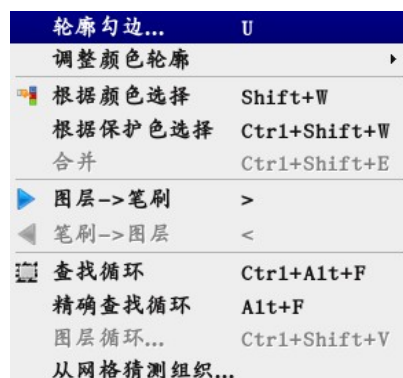 轮廓勾边... U
调整颜色轮廓
根据颜色选择 Shift+W
根据保护色选择 Ctrl+Shift+W
合并 Ctrl+Shift+E
图层->笔刷 >
笔刷->图层 <
查找循环 Ctrl+Alt+F
精确查找循环 Alt+F
图层循环... Ctrl+Shift+V
从网格猜测组织...